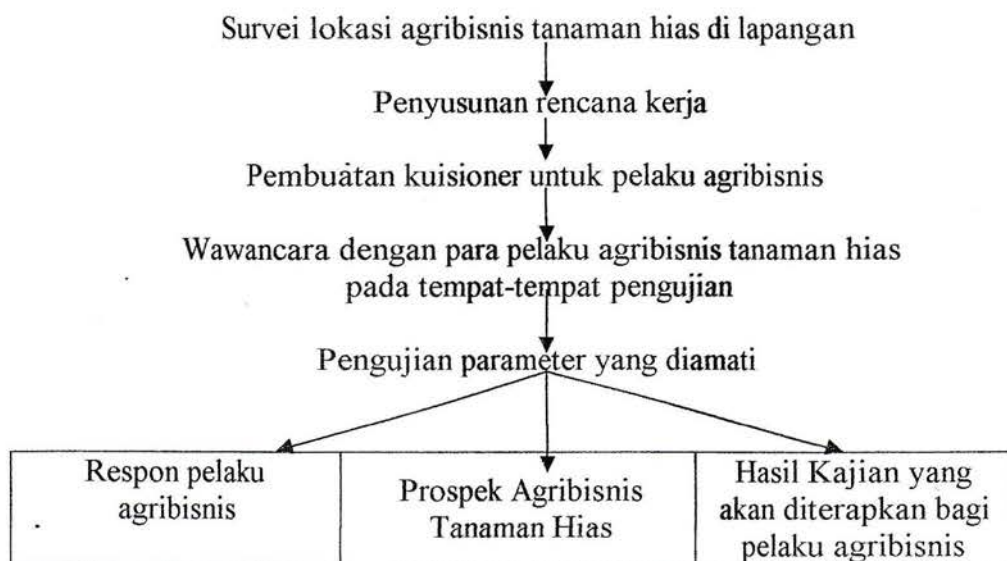 Survei lokasi agribisnis tanaman hias di lapangan
Penyusunan rencana kerja
Pembuatan kuisioner untuk pelaku agribisnis
Wawancara dengan para pelaku agribisnis tanaman hias
pada tempat-tempat pengujian
Pengujian parameter yang diamati
Respon pelaku
agribisnis
Prospek Agribisnis
Tanaman Hias
Hasil Kajian yang
akan diterapkan bagi
pelaku agribisnis